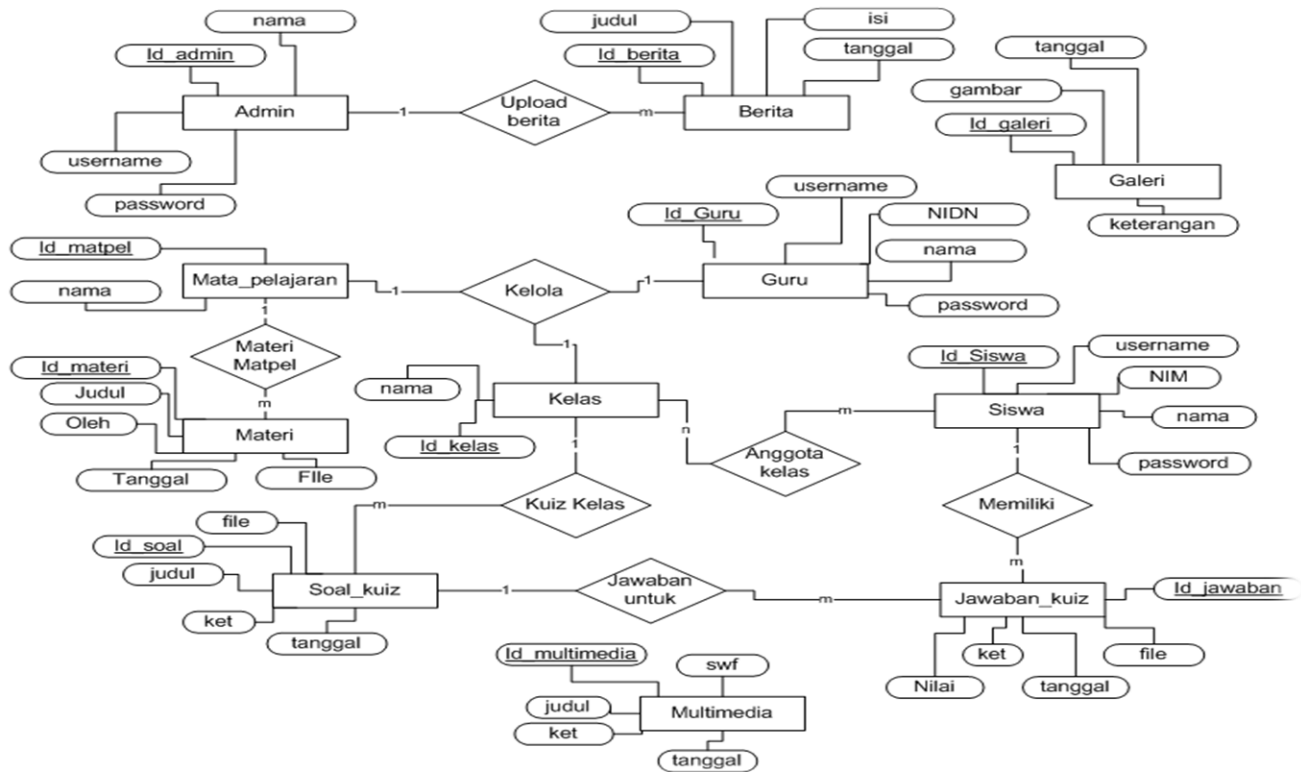 nama
judul
isi
Id_admin
Id_berita
tanggal
tanggal
gambar
Id_galeri
Admin
1
Upload
berita
m
Berita
username
password
Galeri
keterangan
username
Id_Guru
NIDN
nama
password
Id_matpel
Mata_pelajaran
nama
1
Kelola
1
Guru
1
Materi
Matpel
m
1
Id_materi
Judul
Oleh
Materi
Tanggal
FIle
nama
Kelas
Id_kelas
1
n
m
Anggota
kelas
Id_Siswa
username
NIM
Siswa
nama
password
1
Memiliki
m
Kuiz Kelas
m
file
Id_soal
judul
Soal_kuiz
ket
tanggal
1
Jawaban
untuk
m
Jawaban_kuiz
Id_jawaban
ket
file
Nilai
tanggal
Id_multimedia
swf
judul
Multimedia
ket
tanggal